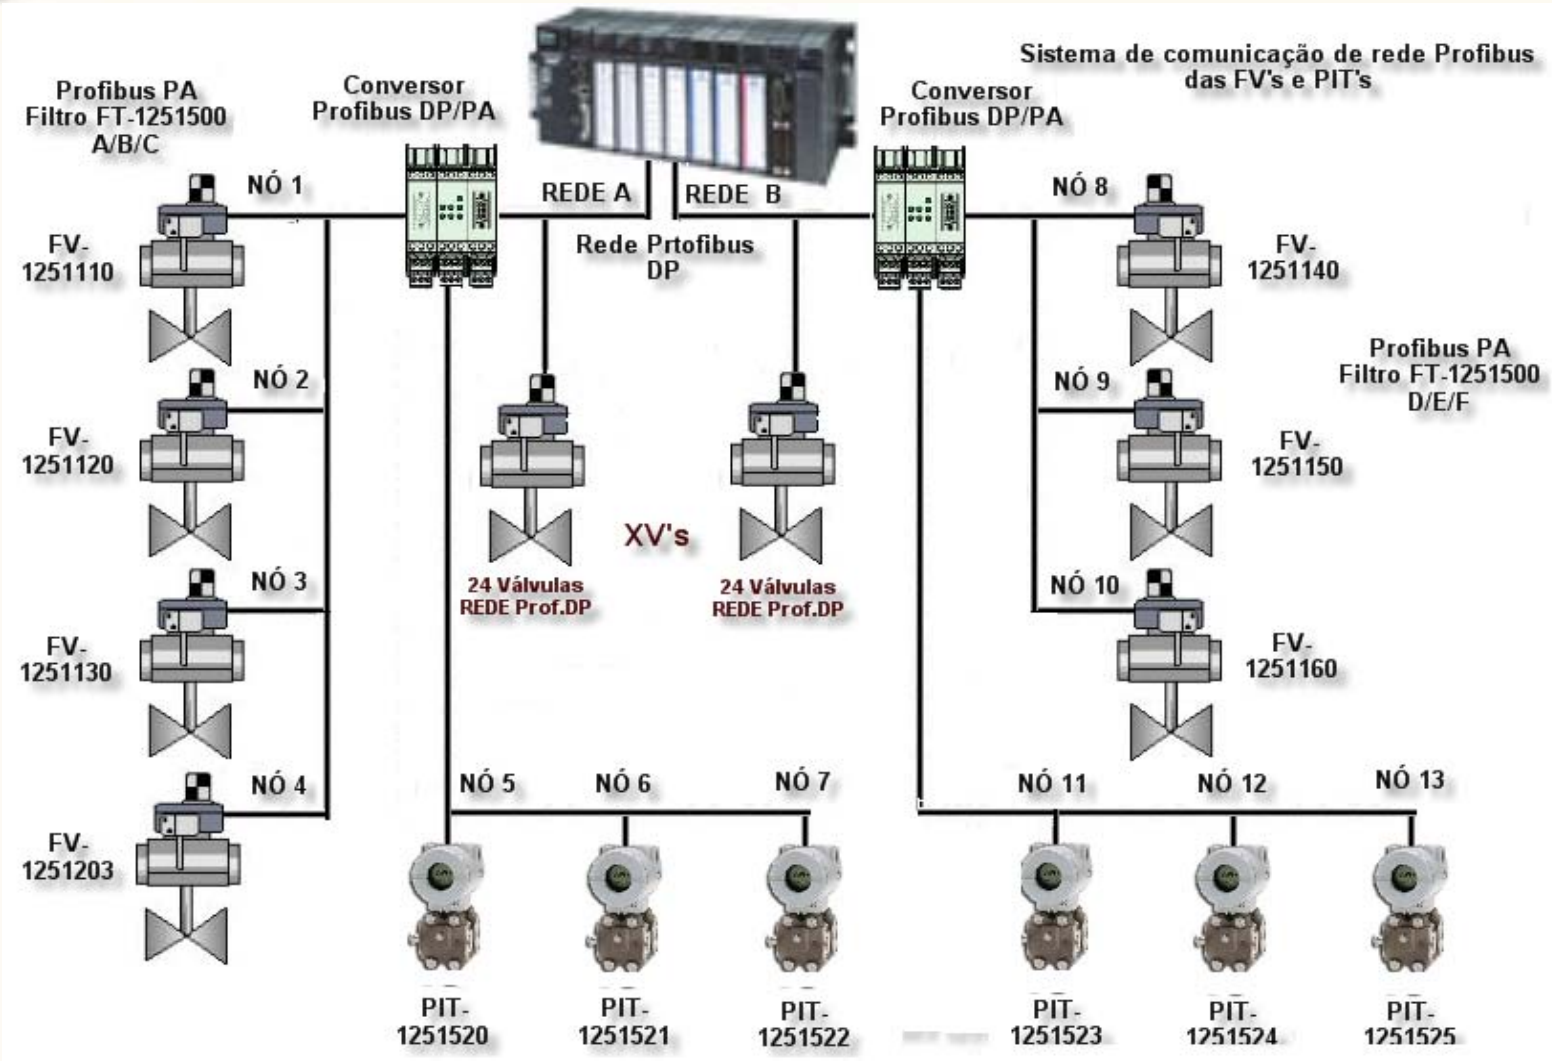 Sistema de comunicação de rede Profibus
das FV's e PIT's
Profibus PA
Filtro FT-1251500
A/B/C
Conversor
Profibus DP/PA
Conversor
Profibus DP/PA
NÓ 1
REDE A
REDE B
NÓ 8
Rede Prtofibus
DP
FV-
1251110
FV-
1251140
Profibus PA
Filtro FT-1251500
D/E/F
NÓ 2
NÓ 9
FV-
1251120
FV-
1251150
XV's
24 Válvulas
REDE Prof.DP
24 Válvulas
REDE Prof.DP
NÓ 3
NÓ 10
FV-
1251130
FV-
1251160
NÓ 4
NÓ 5
NÓ 6
NÓ 7
NÓ 11
NÓ 12
NÓ 13
FV-
1251203
PIT-
1251520
PIT-
1251521
PIT-
1251522
PIT-
1251523
PIT-
1251524
PIT-
1251525